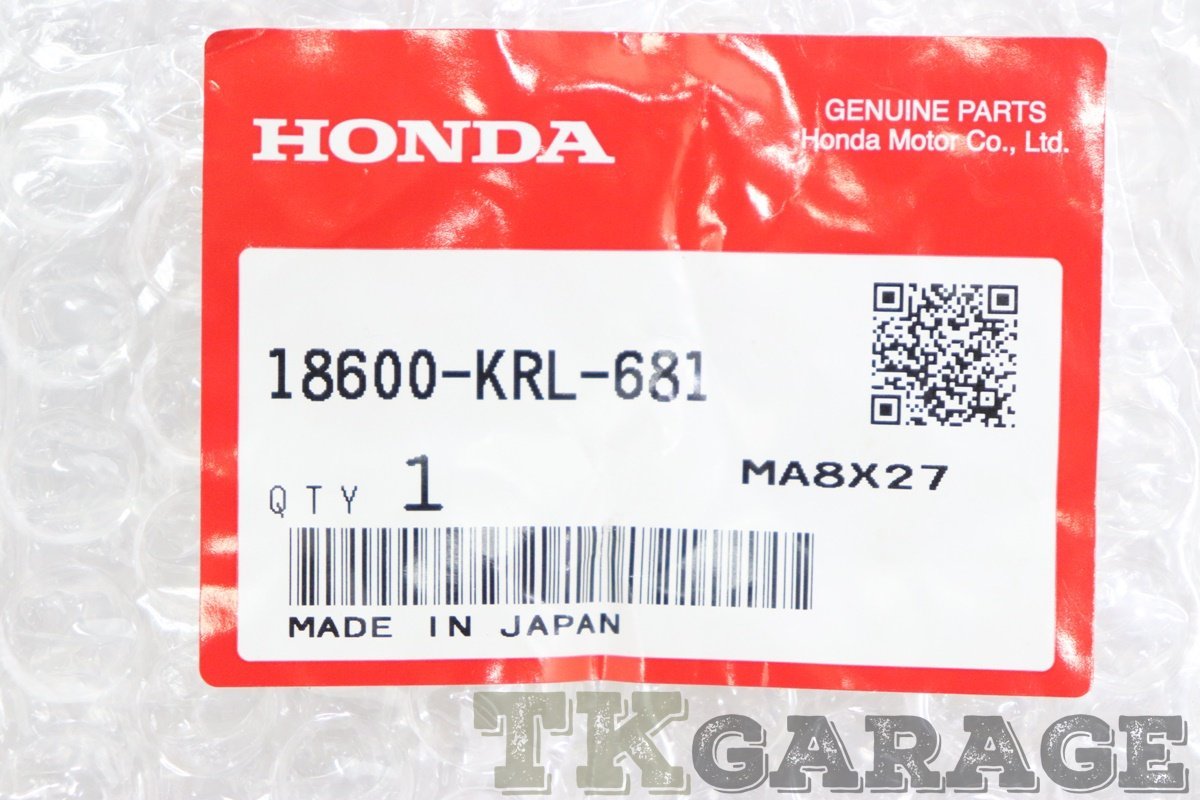 HONDA
GENUINE PARTS
Honda Motor Co., Ltd.
18600-KRL-681
QTY 1
MA8X27
MADE IN JAPAN
TKGARAGE